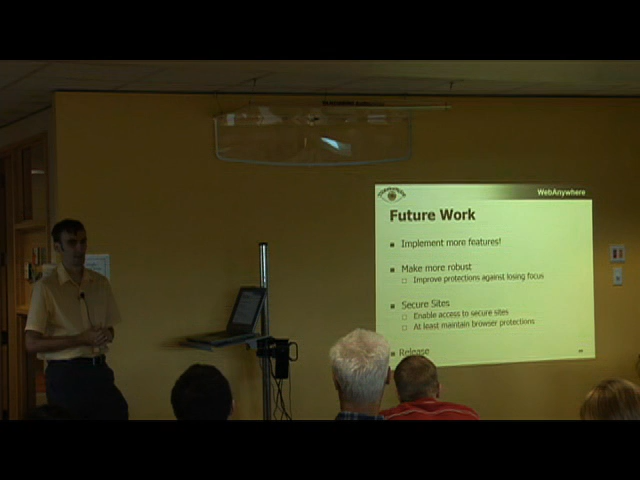 WebAnywhere
Future Work
Implement more features!
Make more robust
Improve protections against losing focus
Secure Sites
Enable access to secure sites
At least maintain browser protections
Release